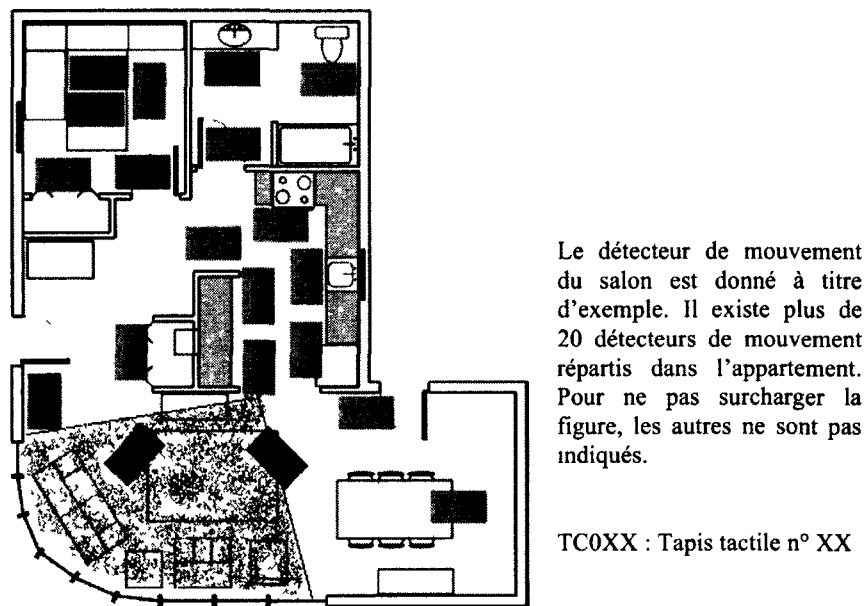 Le détecteur de mouvement
du salon est donné à titre
d'exemple. Il existe plus de
20 détecteurs de mouvement
répartis dans l'appartement.
Pour ne pas surcharger la
figure, les autres ne sont pas
indiqués.
TC0XX : Tapis tactile n° XX